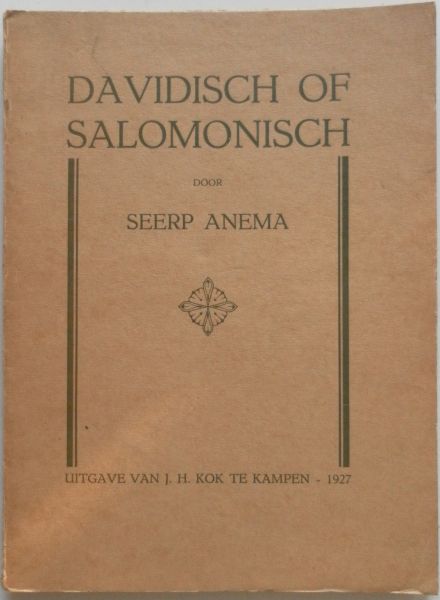 DAVIDISCH OF
SALOMONISCH
DOOR
SEERP ANEMA
UITGAVE VAN J. H. KOK TE KAMPEN - 1927